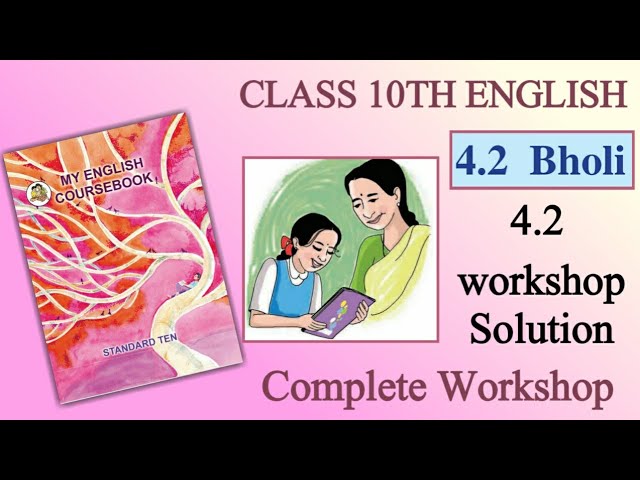 CLASS 10TH ENGLISH
MY ENGLISH
COURSEBOOK
STANDARD TEN
4.2 Bholi
4.2
workshop
Solution
Complete Workshop